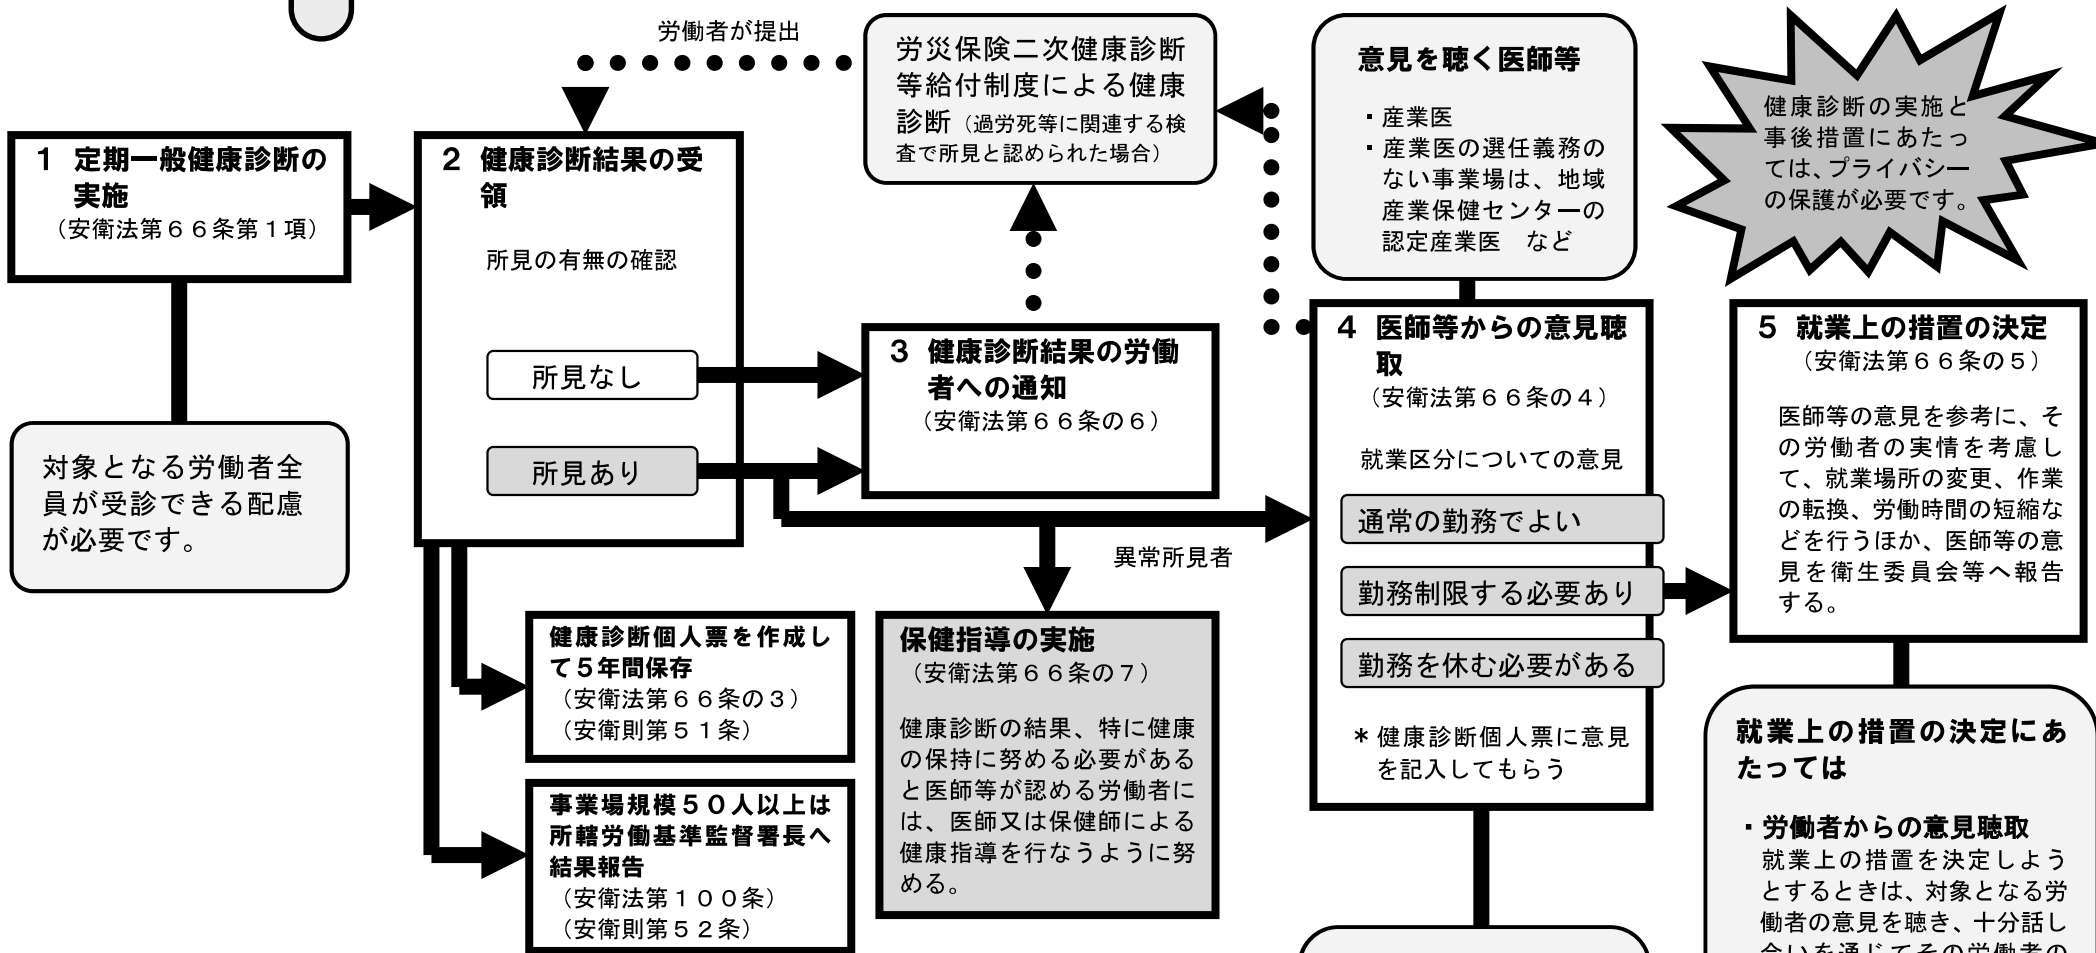 労働者が提出
労災保険二次健康診断
等給付制度による健康
診断（過労死等に関連する検
査で所見と認められた場合）
意見を聴く医師等
・産業医
・産業医の選任義務の
ない事業場は、地域
産業保健センターの
認定産業医　など
健康診断の実施と
事後措置にあたっ
ては、プライバシー
の保護が必要です。
１　定期一般健康診断の
実施
（安衛法第６６条第１項）
対象となる労働者全
員が受診できる配慮
が必要です。
２　健康診断結果の受
領
所見の有無の確認
所見なし
所見あり
３　健康診断結果の労働
者への通知
（安衛法第６６条の６）
異常所見者
健康診断個人票を作成し
て５年間保存
（安衛法第６６条の３）
（安衛則第５１条）
事業場規模５０人以上は
所轄労働基準監督署長へ
結果報告
（安衛法第１００条）
（安衛則第５２条）
保健指導の実施
（安衛法第６６条の７）
健康診断の結果、特に健康
の保持に努める必要がある
と医師等が認める労働者に
は、医師又は保健師による
健康指導を行なうように努
める。
４　医師等からの意見聴
取
（安衛法第６６条の４）
就業区分についての意見
通常の勤務でよい
勤務制限する必要あり
勤務を休む必要がある
＊健康診断個人票に意見
を記入してもらう
５　就業上の措置の決定
（安衛法第６６条の５）
医師等の意見を参考に、そ
の労働者の実情を考慮し
て、就業場所の変更、作業
の転換、労働時間の短縮な
どを行うほか、医師等の意
見を衛生委員会等へ報告
する。
就業上の措置の決定にあ
たっては
・労働者からの意見聴取
就業上の措置を決定しよう
とするときは、対象となる労
働者の意見を聴き、十分話し
合いを通じてその労働者の